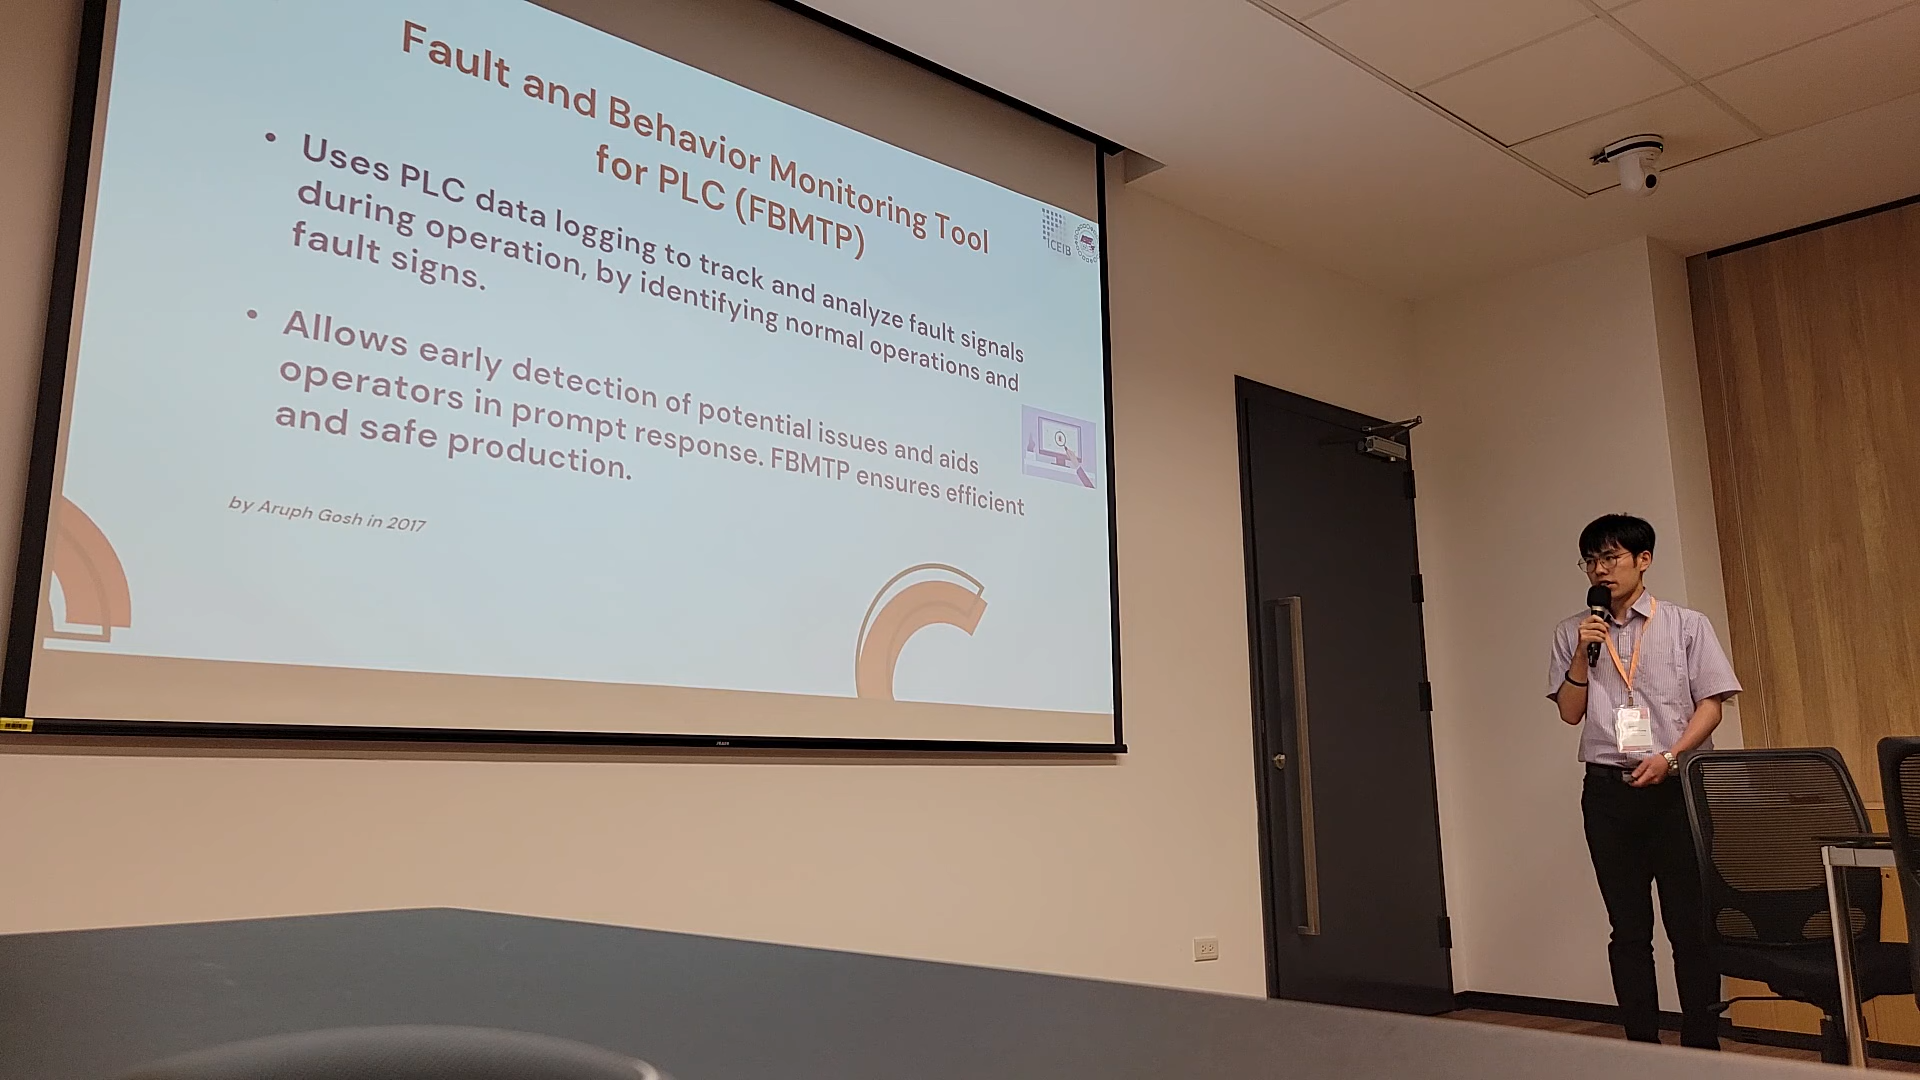 Fault and Behavior Monitoring Tool
for PLC (FBMTP)
• Uses PLC data logging to track and analyze fault signals
during operation, by identifying normal operations and
fault signs.
• Allows early detection of potential issues and aids
operators in prompt response. FBMTP ensures efficient
and safe production.
by Aruph Gosh in 2017
ICEIB